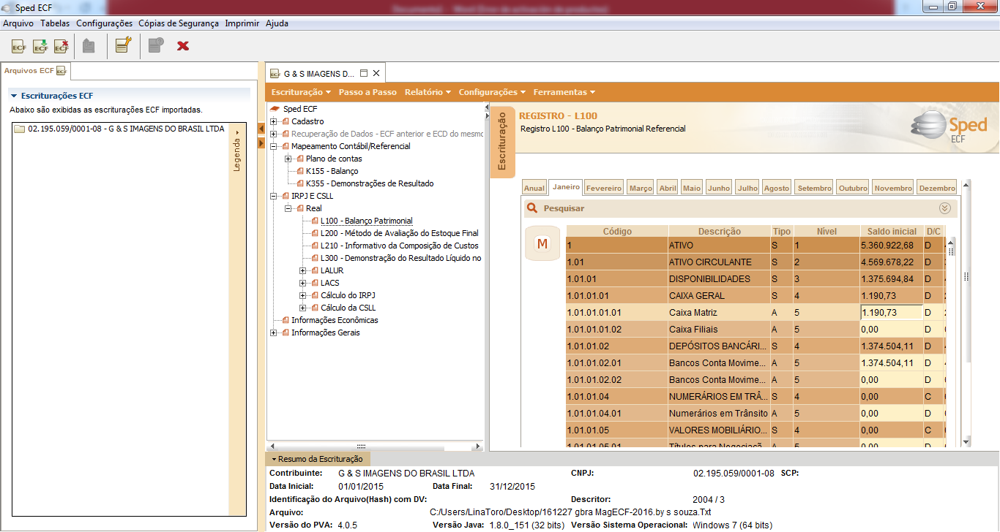 Sped ECF
Arquivo Tabelas Configurações Cópias de Segurança Imprimir Ajuda
ECF ECF ECF
Arquivos ECF
Escriturações ECF
Abaixo são exibidas as escriturações ECF importadas.
02.195.059/0001-08 - G & S IMAGENS DO BRASIL LTDA
Legenda
G & S IMAGENS D...
Escrituração Passo a Passo Relatório Configurações Ferramentas
Sped ECF
Cadastro
Recuperação de Dados - ECF anterior e ECD do mesmo
Mapeamento Contábil/Referencial
Plano de contas
K155 - Balanço
K355 - Demonstrações de Resultado
IRPJ E CSLL
Real
L100 - Balanço Patrimonial
L200 - Método de Avaliação do Estoque Final
L210 - Informativo da Composição de Custos
L300 - Demonstração do Resultado Líquido no
LALUR
LACS
Cálculo do IRPJ
Cálculo da CSLL
Informações Econômicas
Informações Gerais
Escrituração
REGISTRO - L100
Registro L100 - Balanço Patrimonial Referencial
Sped
ECF
Anual Janeiro Fevereiro Março Abril Maio Junho Julho Agosto Setembro Outubro Novembro Dezembro
Pesquisar
M
Código Descrição Tipo Nível Saldo inicial D/C
1 ATIVO S 1 5.360.922,68 D
1.01 ATIVO CIRCULANTE S 2 4.569.678,22 D
1.01.01 DISPONIBILIDADES S 3 1.375.694,84 D
1.01.01.01 CAIXA GERAL S 4 1.190,73 D
1.01.01.01.01 Caixa Matriz A 5 1.190,73 D
1.01.01.01.02 Caixa Filiais A 5 0,00 D
1.01.01.02 DEPÓSITOS BANCÁRI... S 4 1.374.504,11 D
1.01.01.02.01 Bancos Conta Movime... A 5 1.374.504,11 D
1.01.01.02.02 Bancos Conta Movime... A 5 0,00 D
1.01.01.04 NUMERÁRIOS EM TRÂ... S 4 0,00 C
1.01.01.04.01 Numerários em Trânsito A 5 0,00 D
1.01.01.05 VALORES MOBILIÁRIO... S 4 0,00 C
1.01.01.05.01 Títulos para Negociaçã... A 5 0,00 D
Resumo da Escrituração
Contribuinte: G & S IMAGENS DO BRASIL LTDA CNPJ: 02.195.059/0001-08 SCP:
Data Inicial: 01/01/2015 Data Final: 31/12/2015
Identificação do Arquivo(Hash) com DV: Descritor: 2004 / 3
Arquivo: C:/Users/LinaToro/Desktop/161227 gbra MagECF-2016.by s souza.Txt
Versão do PVA: 4.0.5 Versão Java: 1.8.0_151 (32 bits) Versão Sistema Operacional: Windows 7 (64 bits)